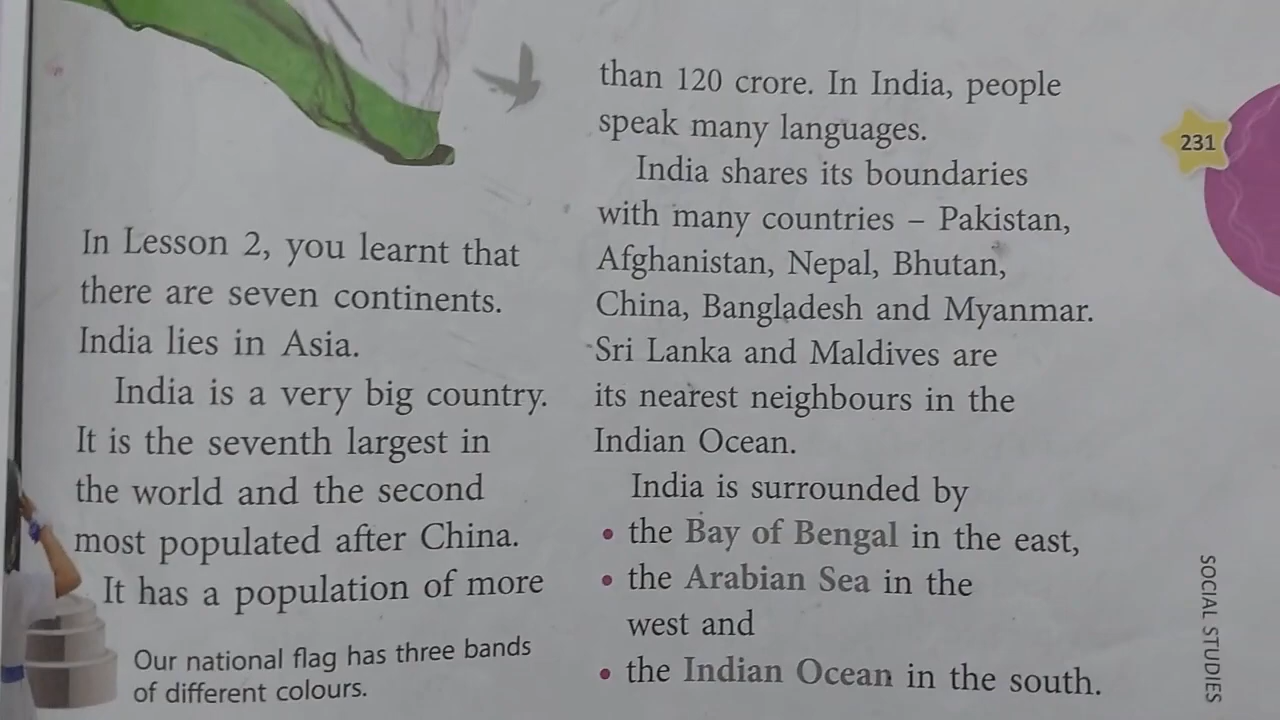 In Lesson 2, you learnt that
there are seven continents.
India lies in Asia.
India is a very big country.
It is the seventh largest in
the world and the second
most populated after China.
It has a population of more
Our national flag has three bands
of different colours.
than 120 crore. In India, people
speak many languages.
India shares its boundaries
with many countries – Pakistan,
Afghanistan, Nepal, Bhutan,
China, Bangladesh and Myanmar.
Sri Lanka and Maldives are
its nearest neighbours in the
Indian Ocean.
India is surrounded by
• the Bay of Bengal in the east,
• the Arabian Sea in the
west and
• the Indian Ocean in the south.
231
SOCIAL STUDIES